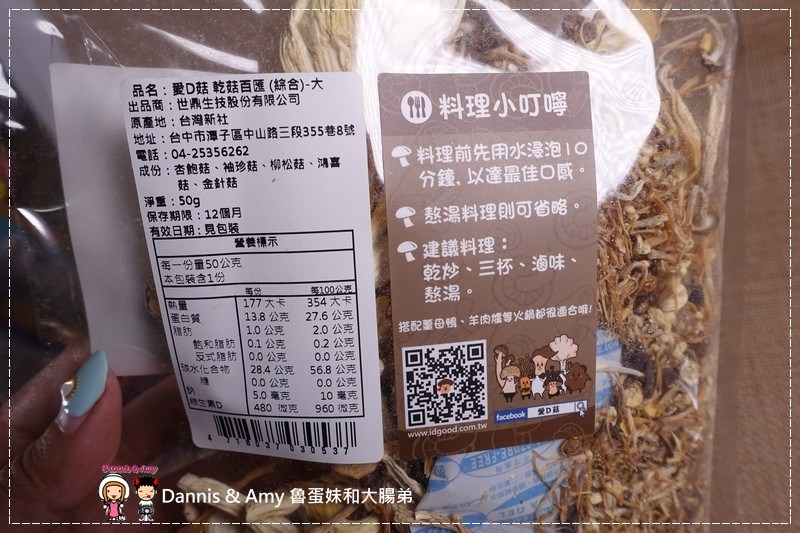 品名：愛D菇 乾菇百匯 (綜合)-大
出品商：世鼎生技股份有限公司
原產地：台灣新社
地址：台中市潭子區中山路三段355巷8號
電話：04-25356262
成份：杏鮑菇、袖珍菇、柳松菇、鴻喜
菇、金針菇
淨重：50g
保存期限：12個月
有效日期：見包裝
營養標示
每一份量50公克
本包裝含1份
每份 每100公克
熱量 177 大卡 354 大卡
蛋白質 13.8 公克 27.6 公克
脂肪 1.0 公克 2.0 公克
飽和脂肪 0.1 公克 0.2 公克
反式脂肪 0.0 公克 0.0 公克
碳水化合物 28.4 公克 56.8 公克
糖 0.0 公克 0.0 公克
鈉 5.0 毫克 10 毫克
維生素D 480 微克 960 微克
料理小叮嚀
料理前先用水浸泡10
分鐘，以達最佳口感。
熬湯料理則可省略。
建議料理：
乾炒、三杯、滷味、
熬湯。
搭配薑母鴨、羊肉爐等火鍋都很適合哦!
www.idgood.com.tw
facebook 愛D菇
Dannis & Amy
Dannis & Amy 魯蛋妹和大腸弟